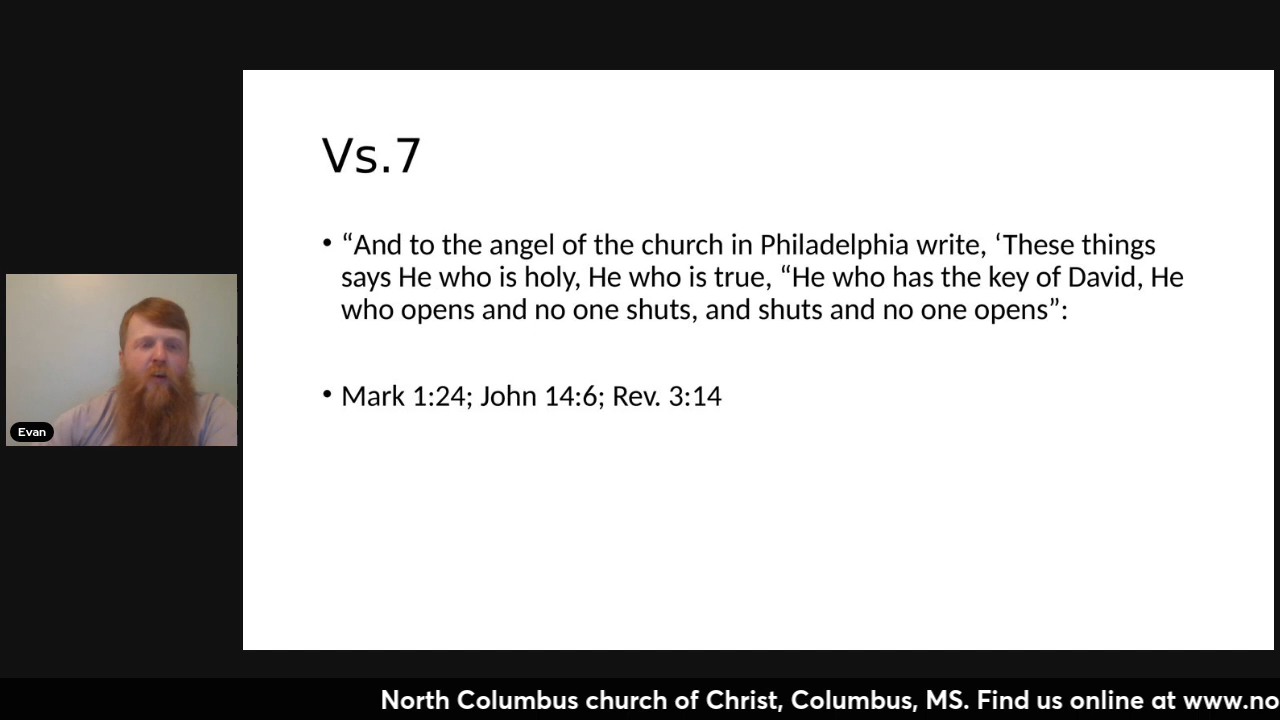 Vs.7
• “And to the angel of the church in Philadelphia write, ‘These things
says He who is holy, He who is true, “He who has the key of David, He
who opens and no one shuts, and shuts and no one opens”:
• Mark 1:24; John 14:6; Rev. 3:14
Evan
North Columbus church of Christ, Columbus, MS. Find us online at www.no